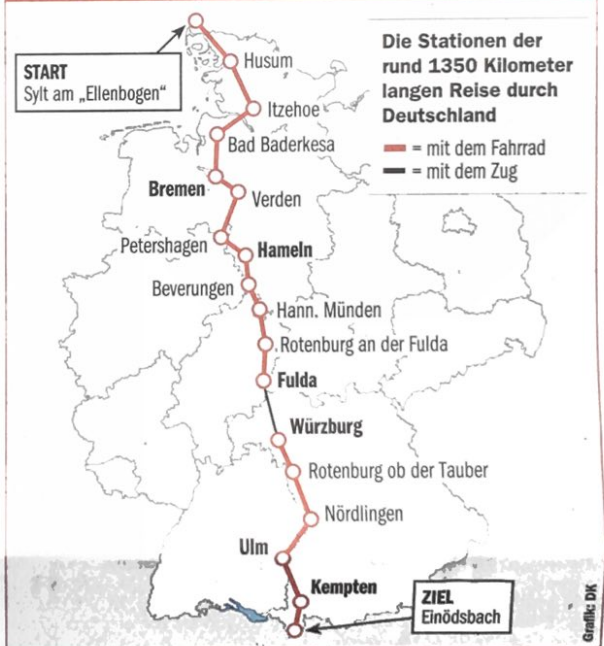 START
Sylt am „Ellenbogen“
Die Stationen der
rund 1350 Kilometer
langen Reise durch
Deutschland
= mit dem Fahrrad
= mit dem Zug
Husum
Itzehoe
Bad Baderkesa
Bremen
Verden
Petershagen
Hameln
Beverungen
Hann. Münden
Rotenburg an der Fulda
Fulda
Würzburg
Rotenburg ob der Tauber
Nördlingen
Ulm
Kempten
ZIEL
Einödsbach
Grafik: DK